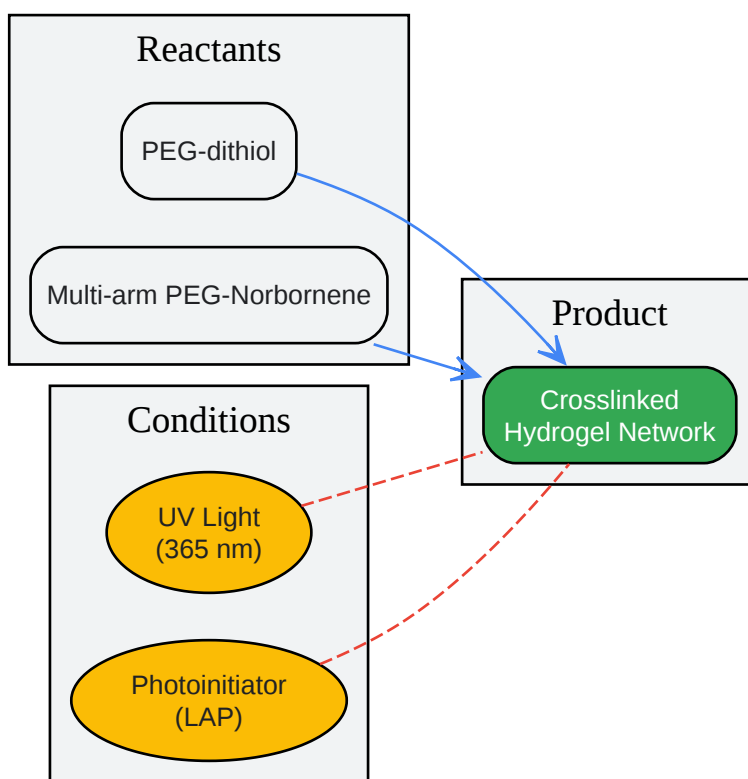 Reactants
PEG-dithiol
Multi-arm PEG-Norbornene
Product
Crosslinked
Hydrogel Network
Conditions
UV Light
(365 nm)
Photoinitiator
(LAP)